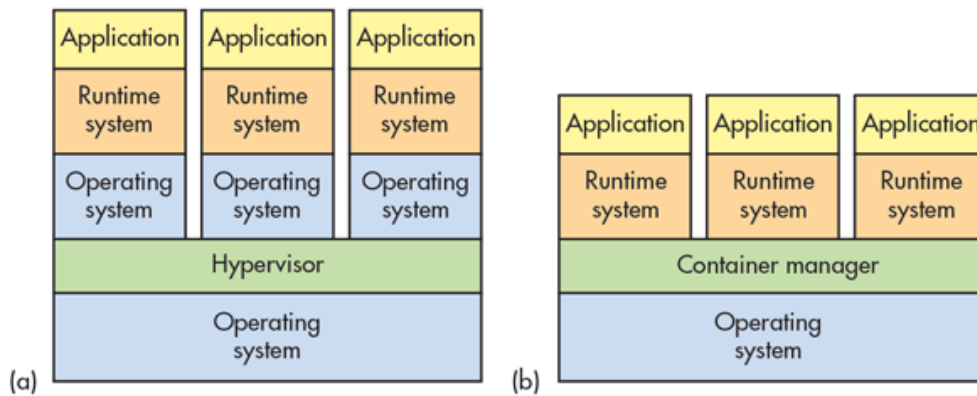 Application
Application
Application
Runtime
system
Runtime
system
Runtime
system
Operating
system
Operating
system
Operating
system
Hypervisor
Operating
system
(a)
Application
Application
Application
Runtime
system
Runtime
system
Runtime
system
Container manager
Operating
system
(b)